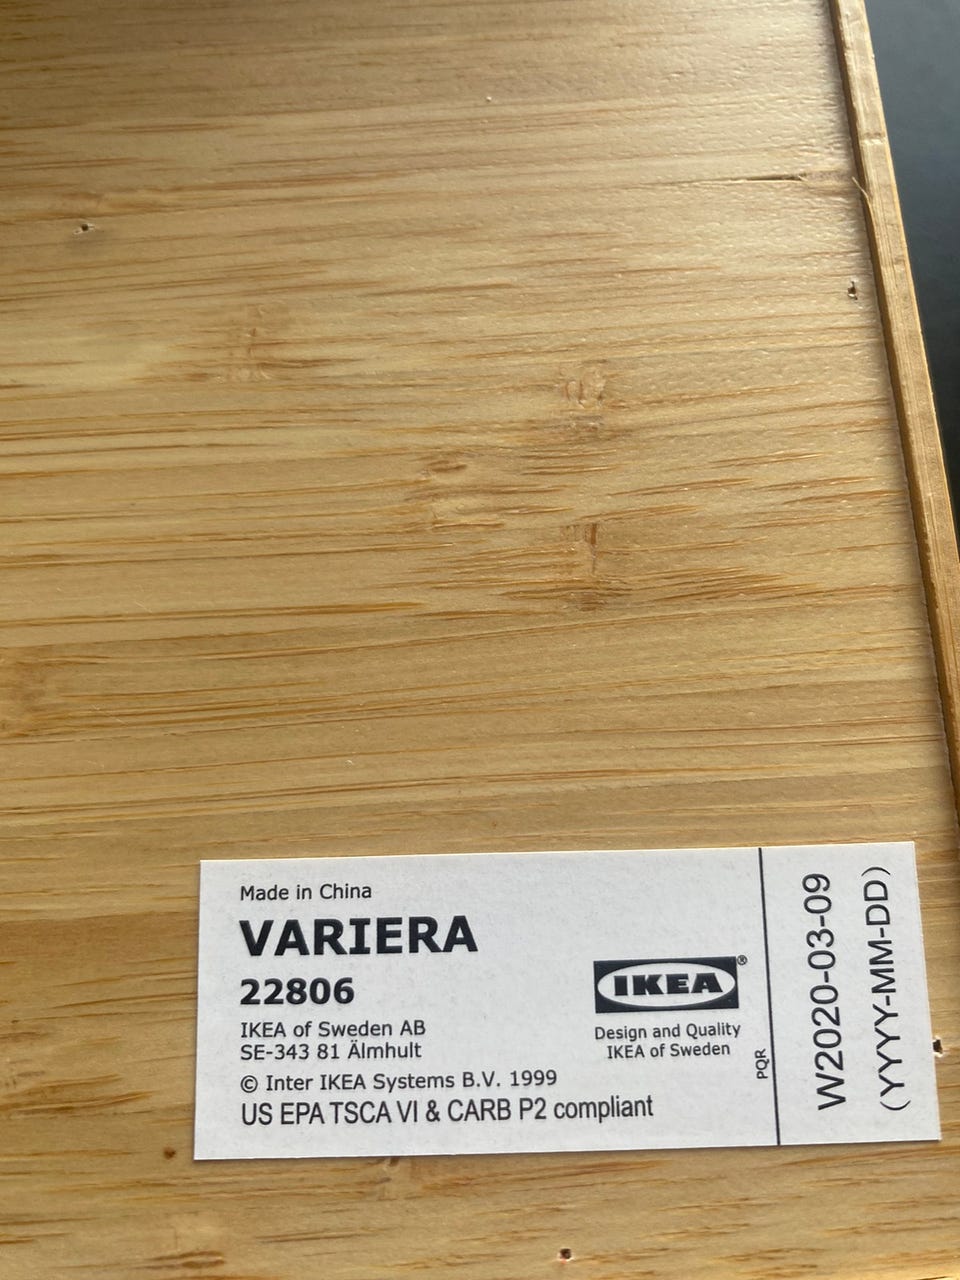 Made in China
VARIERA
22806
IKEA of Sweden AB
SE-343 81 Älmhult
© Inter IKEA Systems B.V. 1999
US EPA TSCA VI & CARB P2 compliant
IKEA®
Design and Quality
IKEA of Sweden
PQR
W2020-03-09
(YYYY-MM-DD)